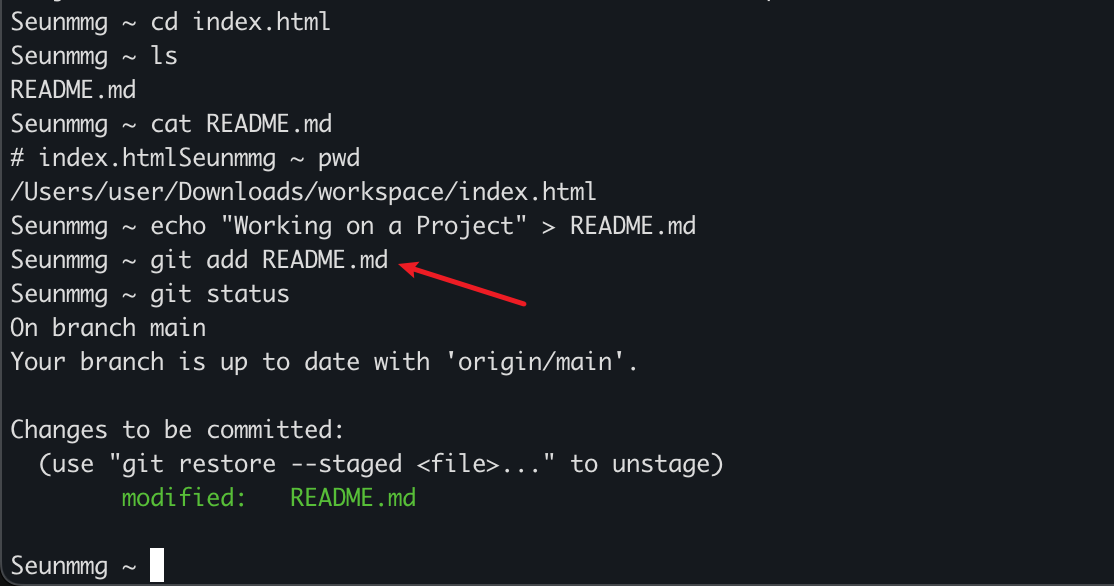 Seunmmg ~ cd index.html
Seunmmg ~ ls
README.md
Seunmmg ~ cat README.md
# index.htmlSeunmmg ~ pwd
/Users/user/Downloads/workspace/index.html
Seunmmg ~ echo "Working on a Project" > README.md
Seunmmg ~ git add README.md
Seunmmg ~ git status
On branch main
Your branch is up to date with 'origin/main'.
Changes to be committed:
  (use "git restore --staged <file>..." to unstage)
        modified:   README.md
Seunmmg ~